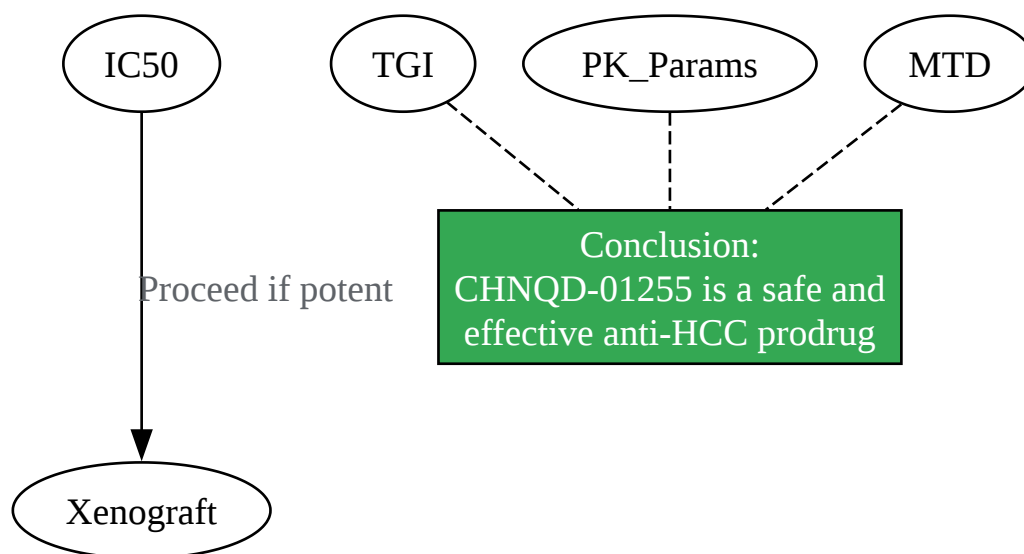 IC50
TGI
PK_Params
MTD
Conclusion:
CHNQD-01255 is a safe and
effective anti-HCC prodrug
Proceed if potent
Xenograft